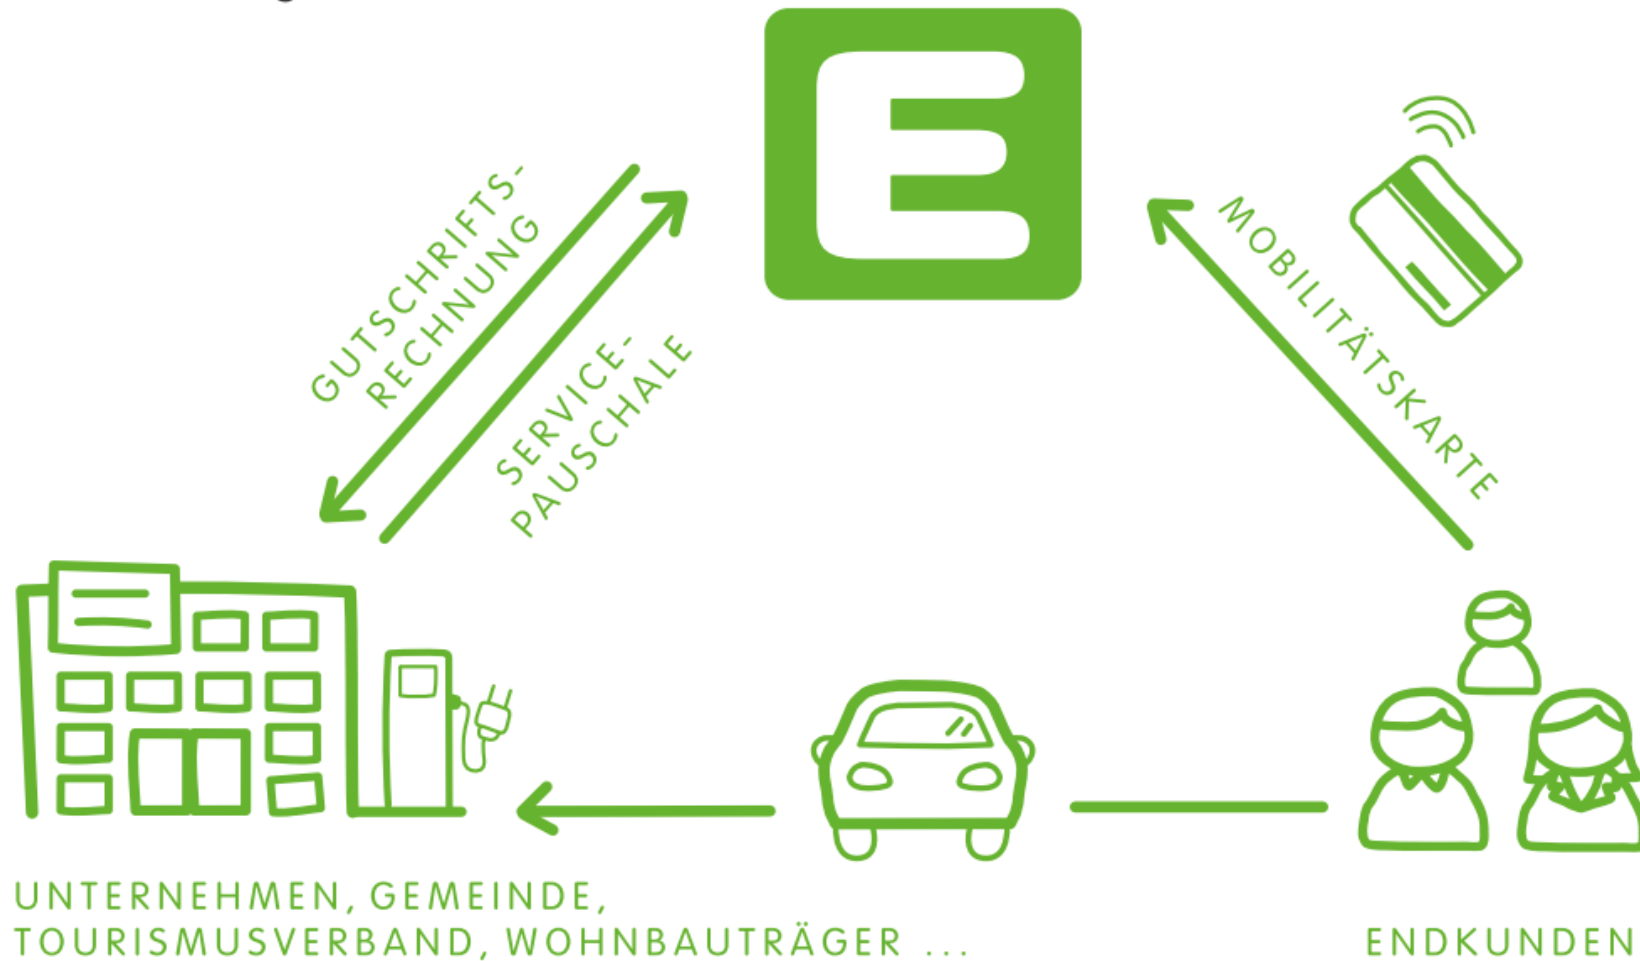 E
GUTSCHRIFTS-
RECHNUNG
SERVICE-
PAUSCHALE
MOBILITÄTSKARTE
UNTERNEHMEN, GEMEINDE,
TOURISMUSVERBAND, WOHNBAUTRÄGER ...
ENDKUNDEN